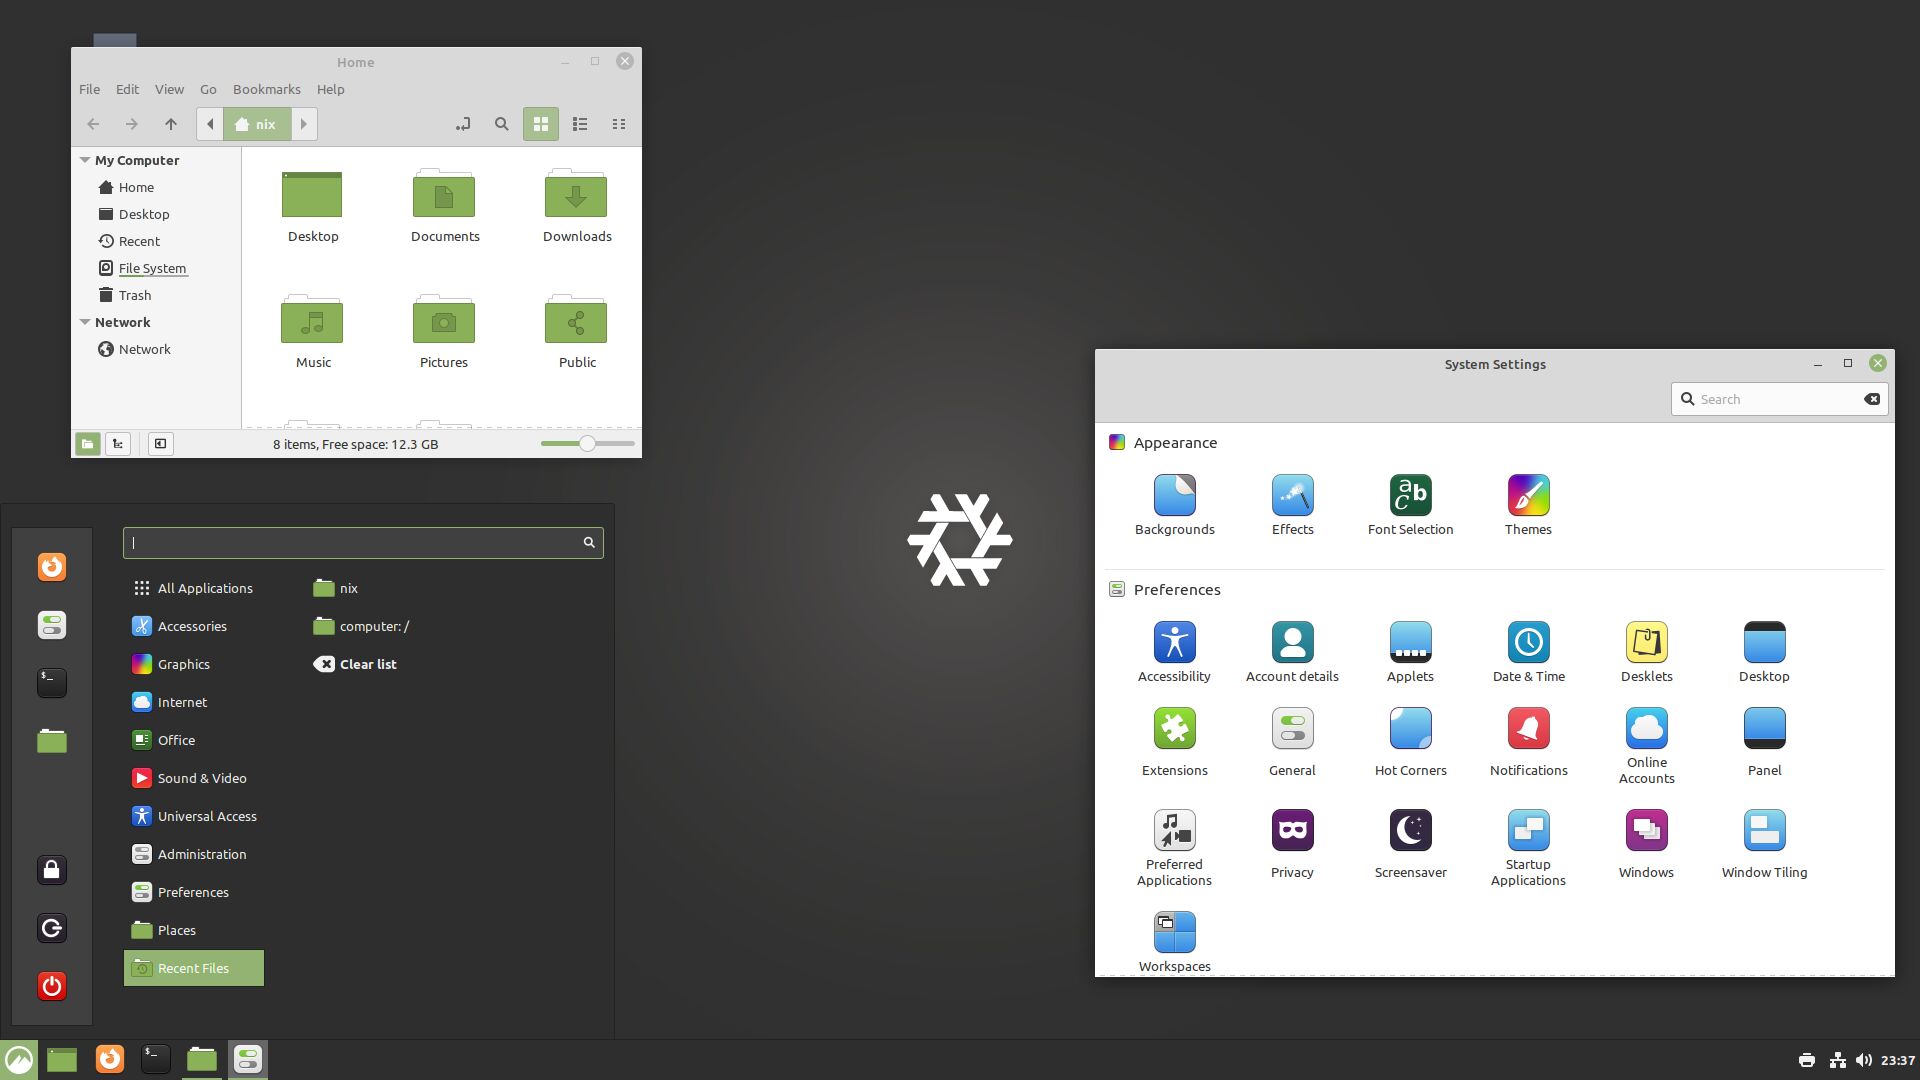 Home
File Edit View Go Bookmarks Help
nix
My Computer
Home
Desktop
Recent
File System
Trash
Network
Network
Desktop Documents Downloads
Music Pictures Public
8 items, Free space: 12.3 GB
System Settings
Search
Appearance
Backgrounds Effects Font Selection Themes
Preferences
Accessibility Account details Applets Date & Time Desklets Desktop
Extensions General Hot Corners Notifications Online Accounts Panel
Preferred Applications Privacy Screensaver Startup Applications Windows Window Tiling
Workspaces
All Applications
Accessories
Graphics
Internet
Office
Sound & Video
Universal Access
Administration
Preferences
Places
Recent Files
nix
computer: /
Clear list
23:37